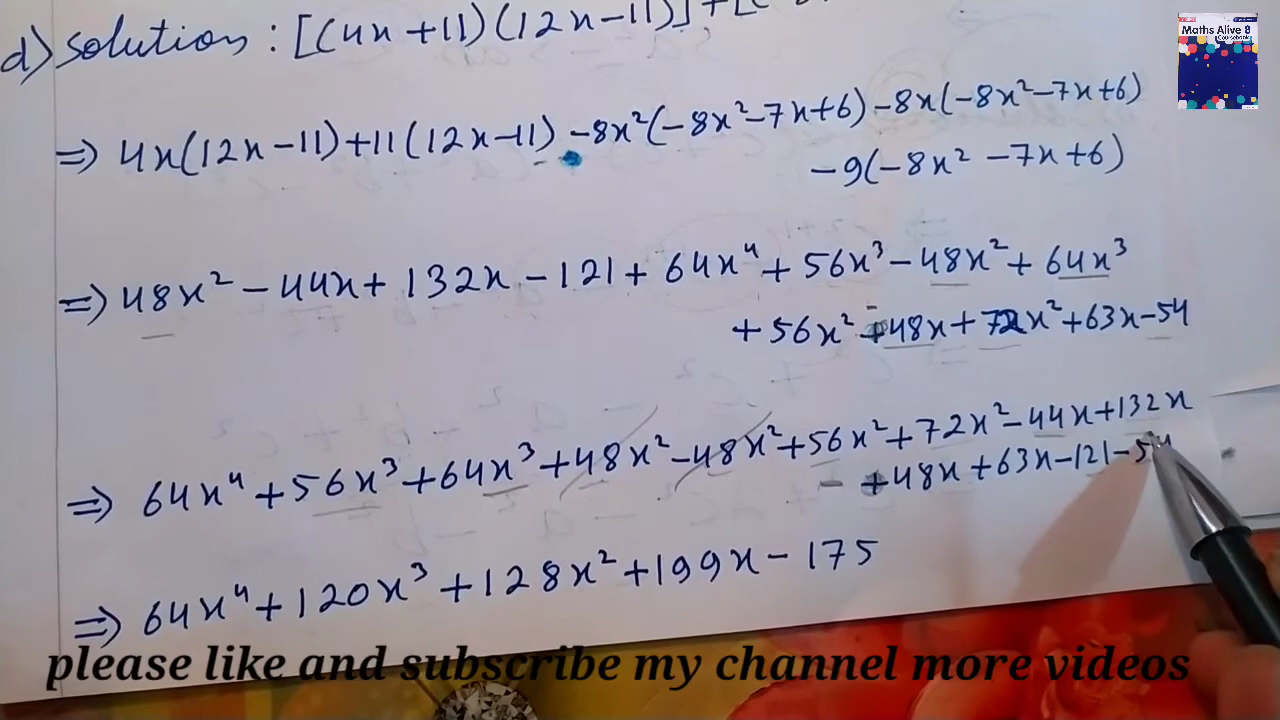 d) Solution : [(4x+11)(12x-11)]+[(
Maths Alive 8
Coursebook
⇒ 4x(12x-11)+11(12x-11) -8x²(-8x²-7x+6) -8x(-8x²-7x+6)
-9(-8x² -7x+6)
⇒ 48x² -44x+ 132x -121+ 64x⁴ +56x³ -48x² + 64x³
+56x² +48x+72x²+63x-54
⇒ 64x⁴ +56x³ +64x³ +48x² -48x² +56x² +72x² -44x+132x
+48x+63x-121-54
⇒ 64x⁴ +120x³ +128x² +199x -175
please like and subscribe my channel more videos